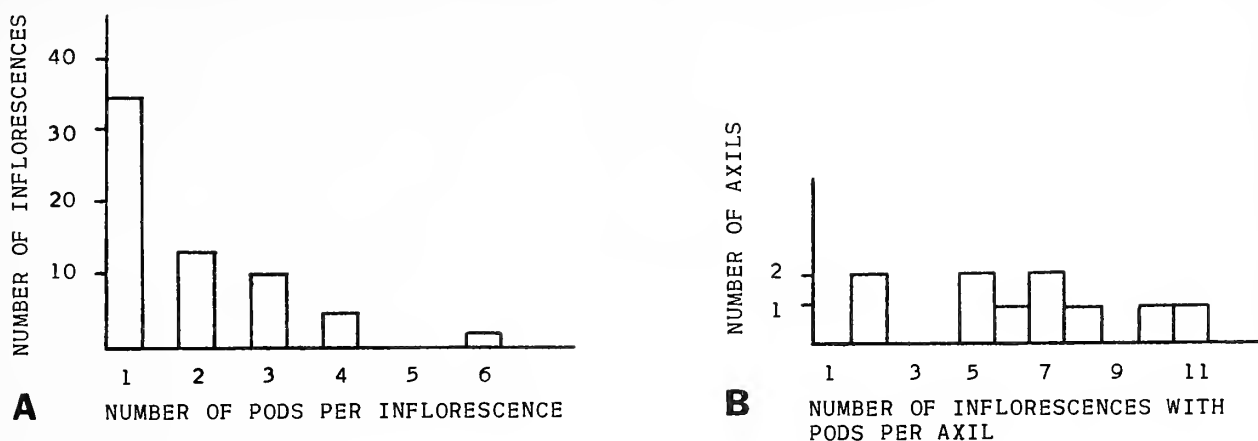 NUMBER OF INFLORESCENCES
40
30
20
10
1 2 3 4 5 6
A NUMBER OF PODS PER INFLORESCENCE
NUMBER OF AXILS
2
1
1 3 5 7 9 11
B NUMBER OF INFLORESCENCES WITH
PODS PER AXIL